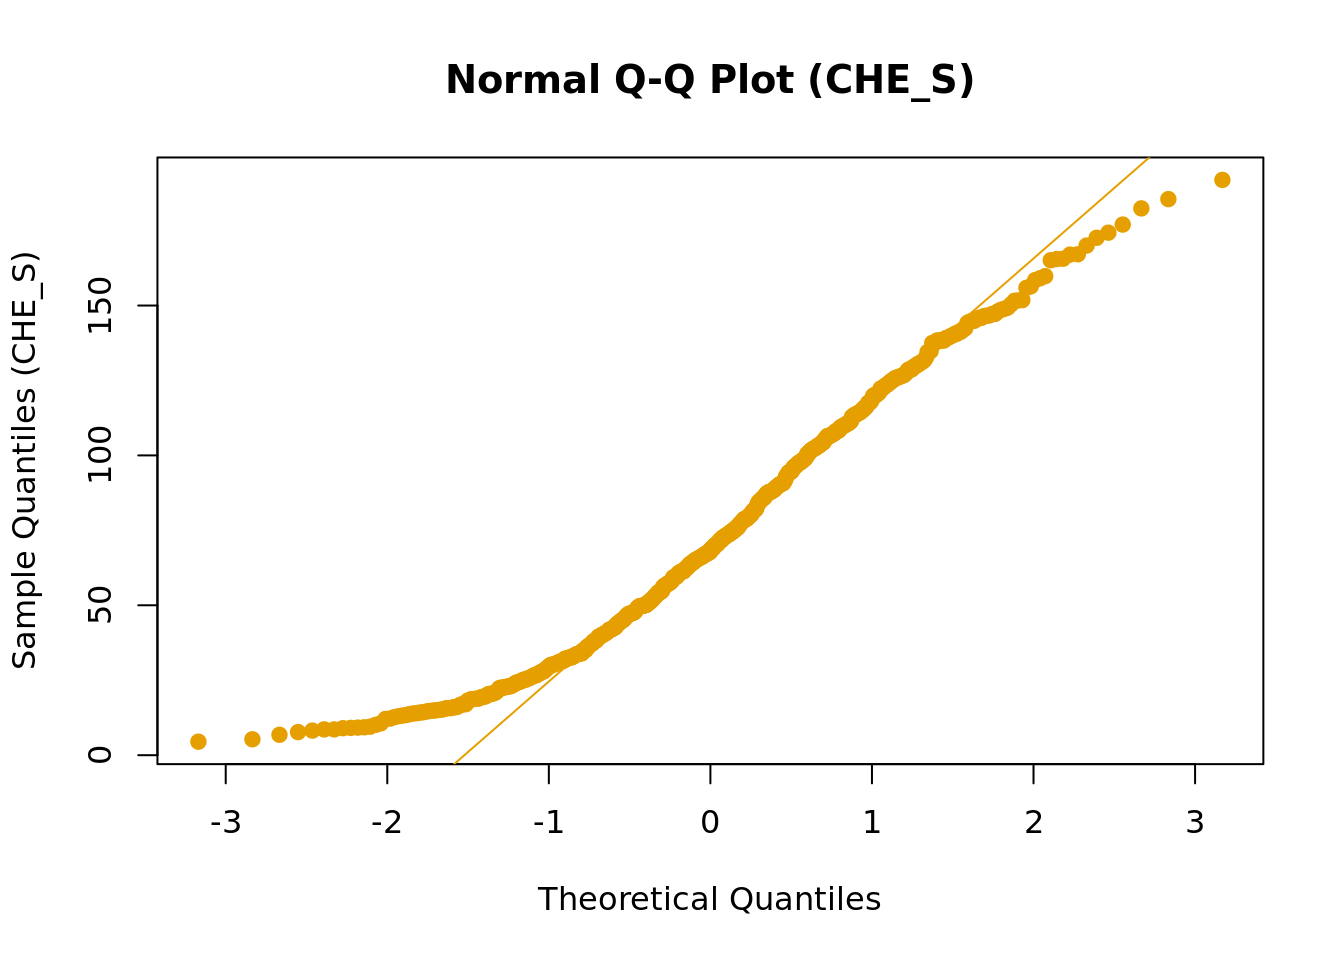 Normal Q-Q Plot (CHE_S)
Sample Quantiles (CHE_S)
150
100
50
0
-3 -2 -1 0 1 2 3
Theoretical Quantiles